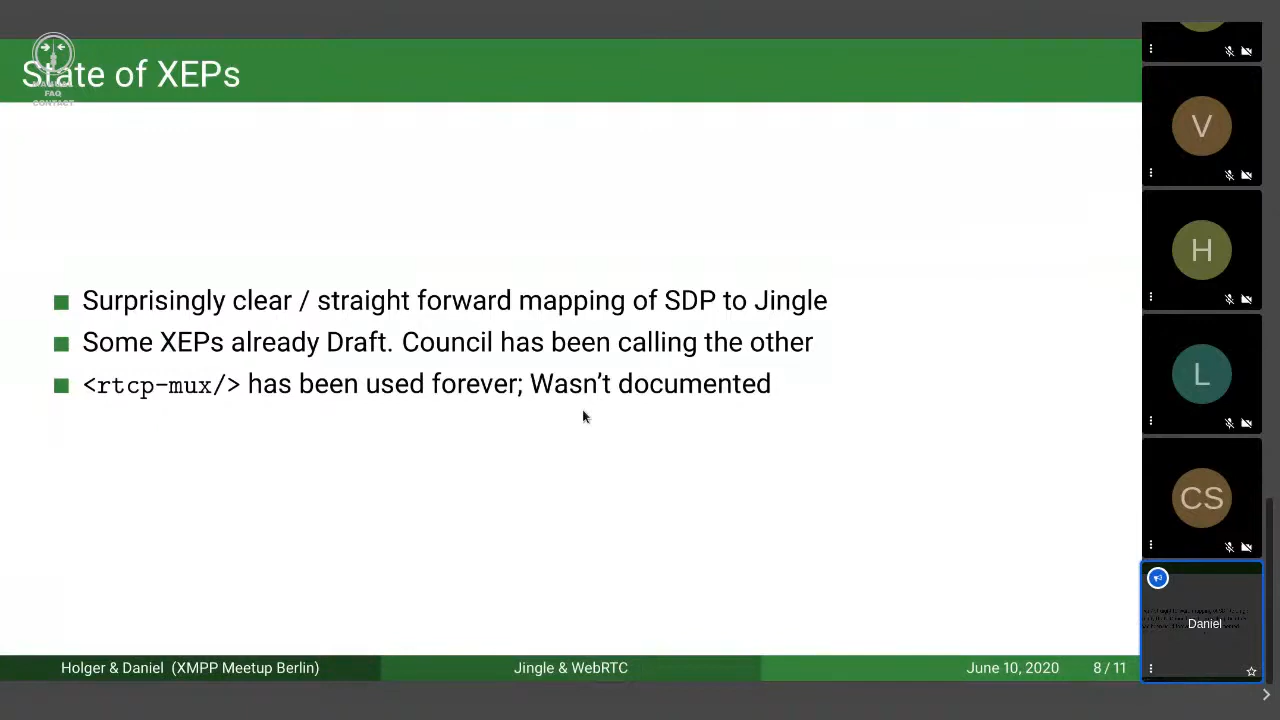 State of XEPs
FAQ
CONTACT
Surprisingly clear / straight forward mapping of SDP to Jingle
Some XEPs already Draft. Council has been calling the other
<rtcp-mux/> has been used forever; Wasn't documented
Holger & Daniel (XMPP Meetup Berlin)
Jingle & WebRTC
June 10, 2020
8 / 11
V
H
L
CS
Daniel